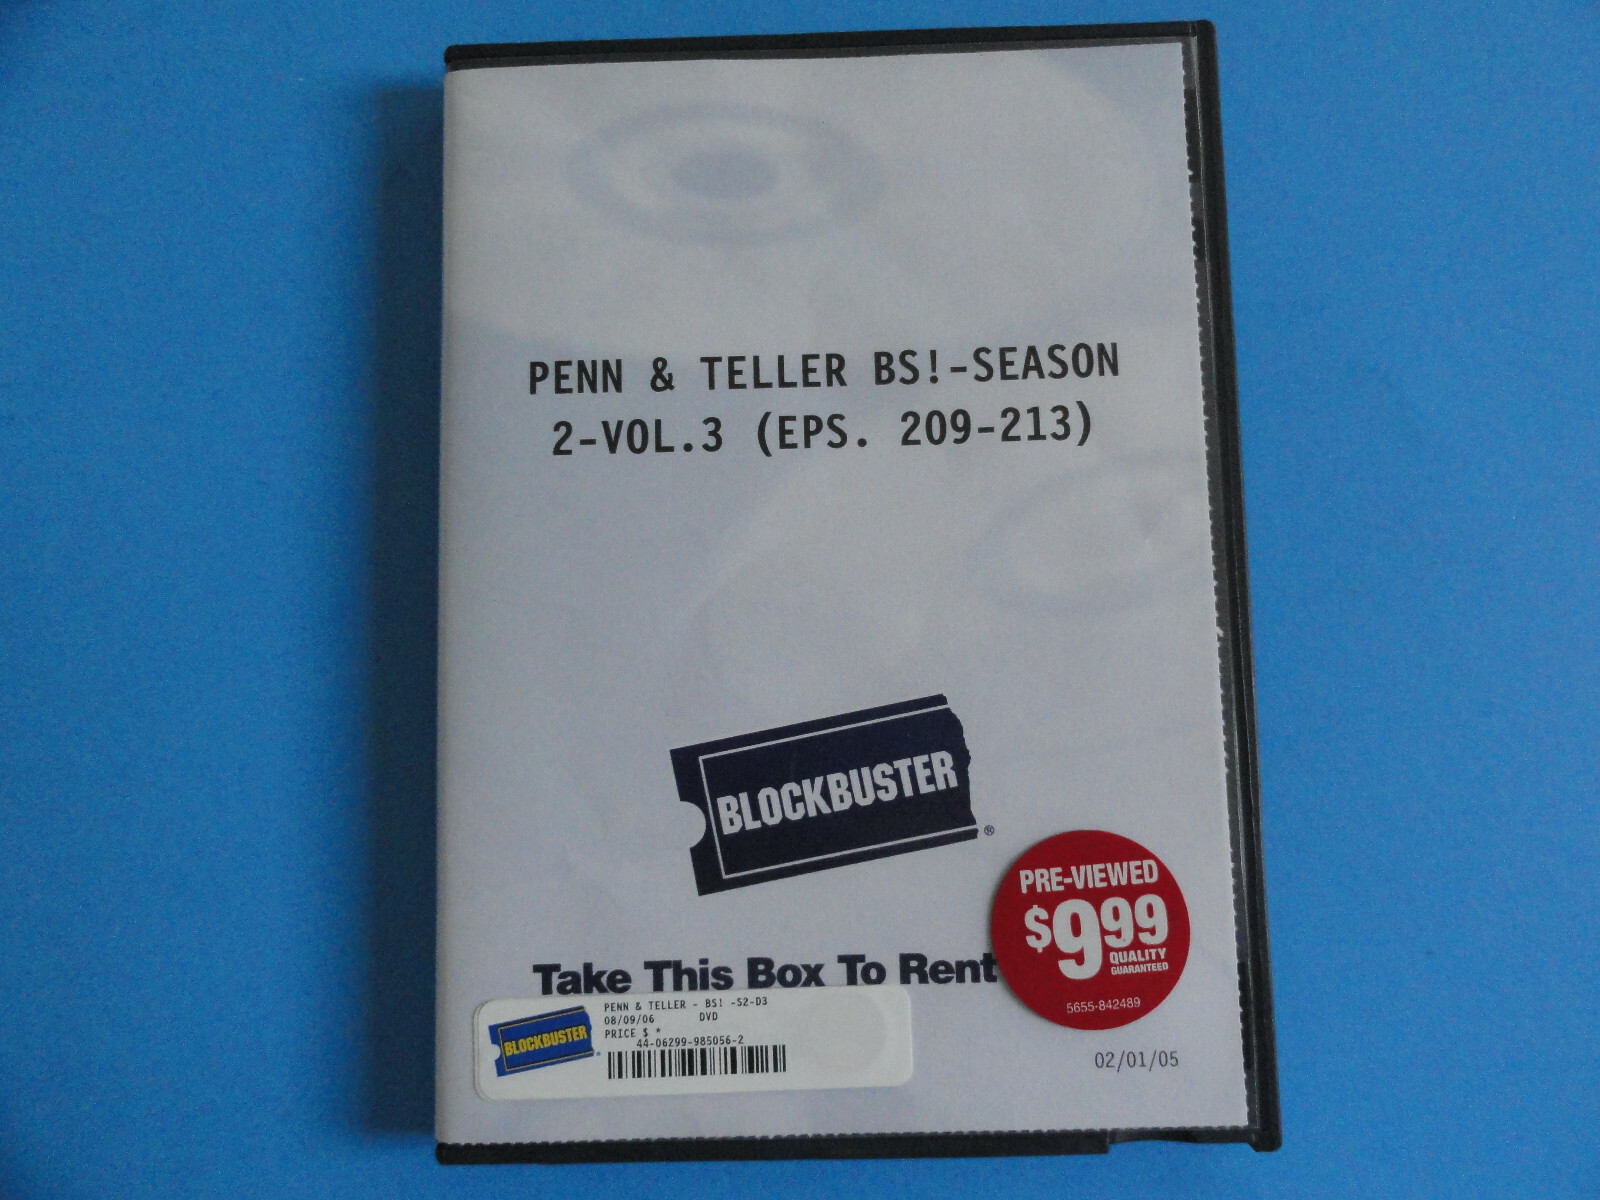 PENN & TELLER BS!-SEASON
2-VOL.3 (EPS. 209-213)
BLOCKBUSTER
®
Take This Box To Rent
PRE-VIEWED
$9.99
QUALITY
GUARANTEED
5655-842489
02/01/05
BLOCKBUSTER
PENN & TELLER - BS! -S2-D3
08/09/06 DVD
PRICE $ *
44-06299-985056-2